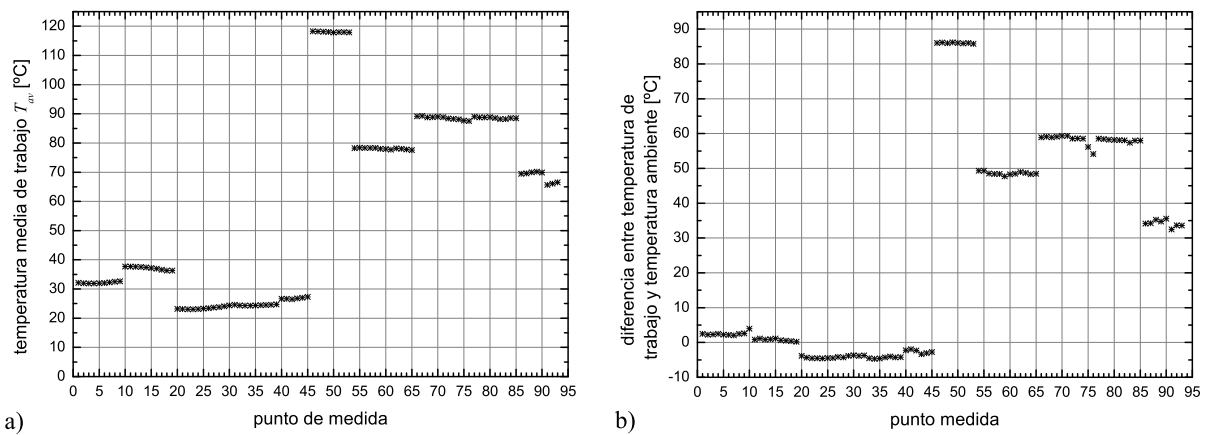 temperatura media de trabajo T_av [ºC]
120
110
100
90
80
70
60
50
40
30
20
10
0
0 5 10 15 20 25 30 35 40 45 50 55 60 65 70 75 80 85 90 95
punto de medida
a)
diferencia entre temperatura de
trabajo y temperatura ambiente [ºC]
90
80
70
60
50
40
30
20
10
0
-10
0 5 10 15 20 25 30 35 40 45 50 55 60 65 70 75 80 85 90 95
punto medida
b)